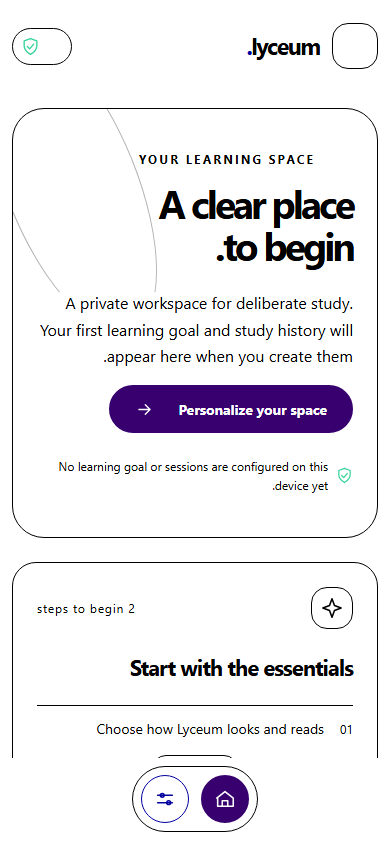 .lyceum
YOUR LEARNING SPACE
A clear place
.to begin
A private workspace for deliberate study.
Your first learning goal and study history will
.appear here when you create them
Personalize your space
No learning goal or sessions are configured on this
.device yet
steps to begin 2
Start with the essentials
01 Choose how Lyceum looks and reads